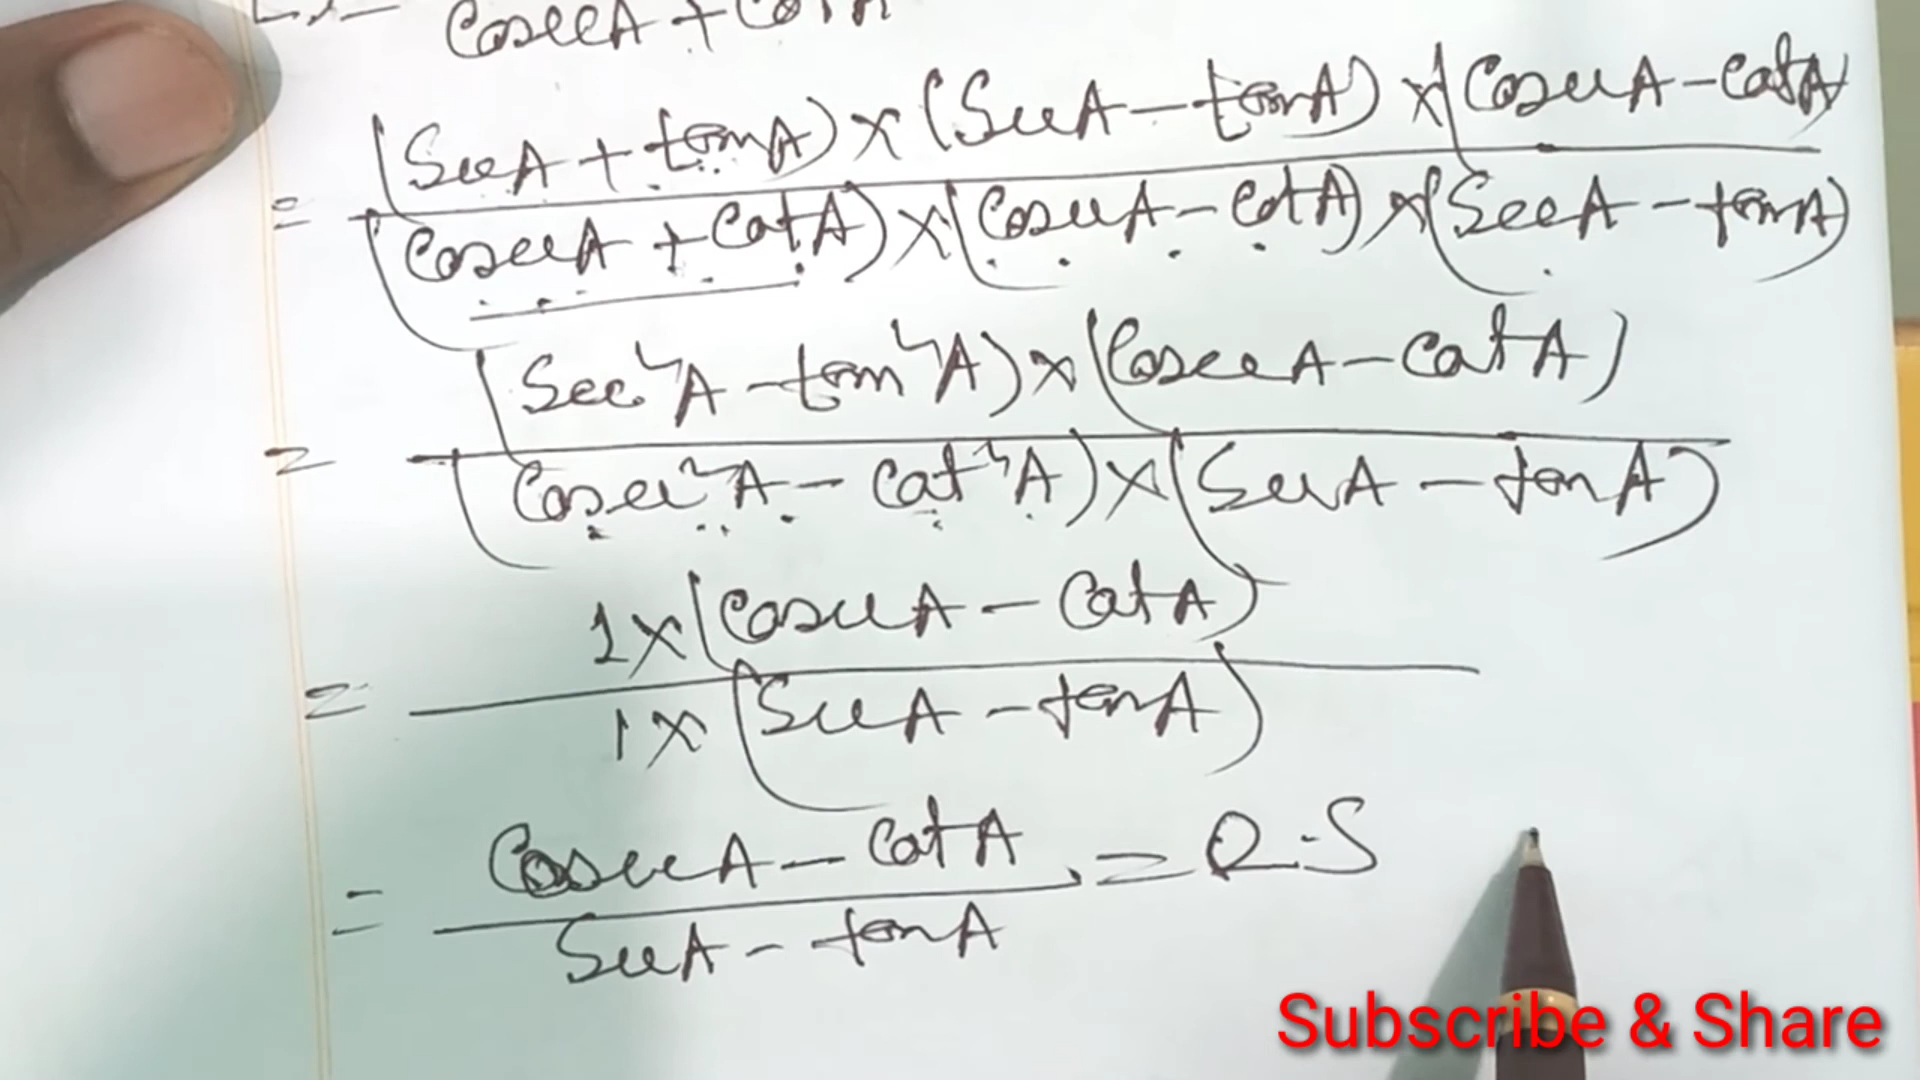 CosecA + CotA
= (SecA + tanA) × (SecA - tanA) × (CosecA - CotA
(CosecA + CotA) × (CosecA - CotA) × (SecA - tanA)
= (Sec²A - tan²A) × (CosecA - CotA)
(Cosec²A - Cot²A) × (SecA - tanA)
= 1 × (CosecA - CotA)
1 × (SecA - tanA)
= CosecA - CotA = R.S
SecA - tanA
Subscribe & Share